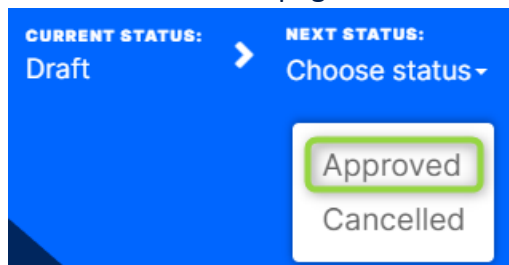 CURRENT STATUS:
Draft
NEXT STATUS:
Choose status
Approved
Cancelled